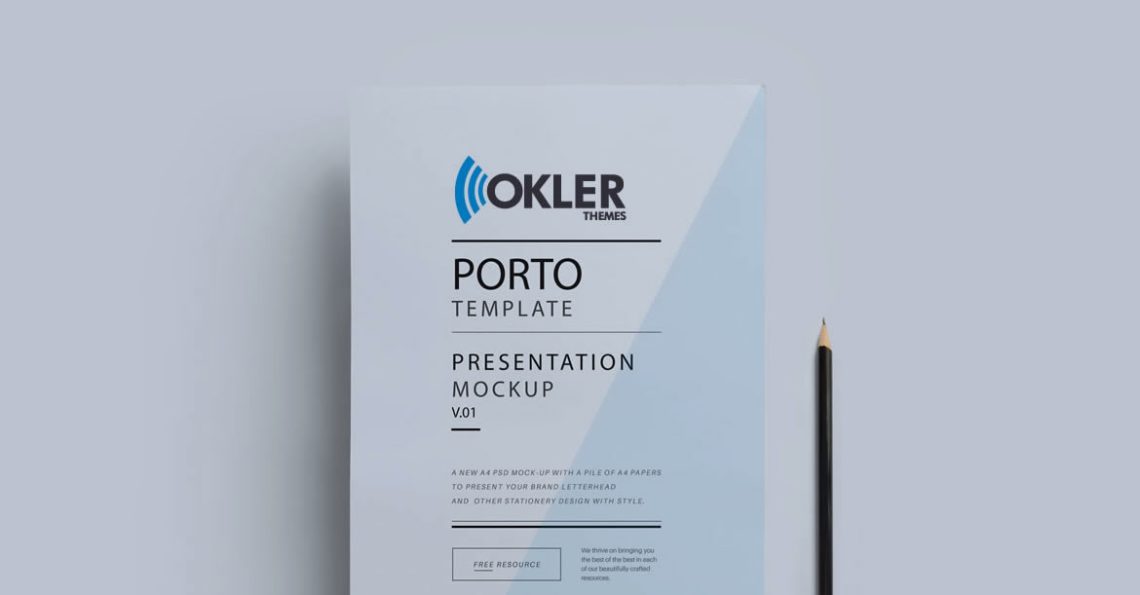 OKLER
THEMES
PORTO
TEMPLATE
PRESENTATION
MOCKUP
V.01
A NEW A4 PSD MOCK-UP WITH A PILE OF A4 PAPERS
TO PRESENT YOUR BRAND LETTERHEAD
AND OTHER STATIONERY DESIGN WITH STYLE.
FREE RESOURCE
We thrive on bringing you
the best of the best in each
of our beautifully crafted
resources.